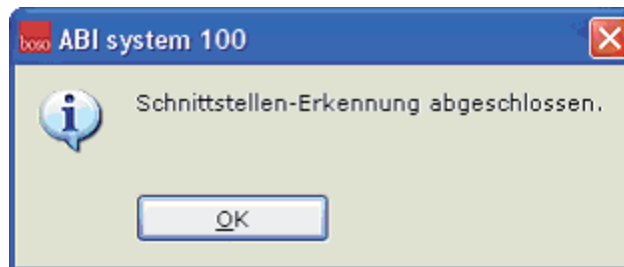 boso ABI system 100
Schnittstellen-Erkennung abgeschlossen.
OK